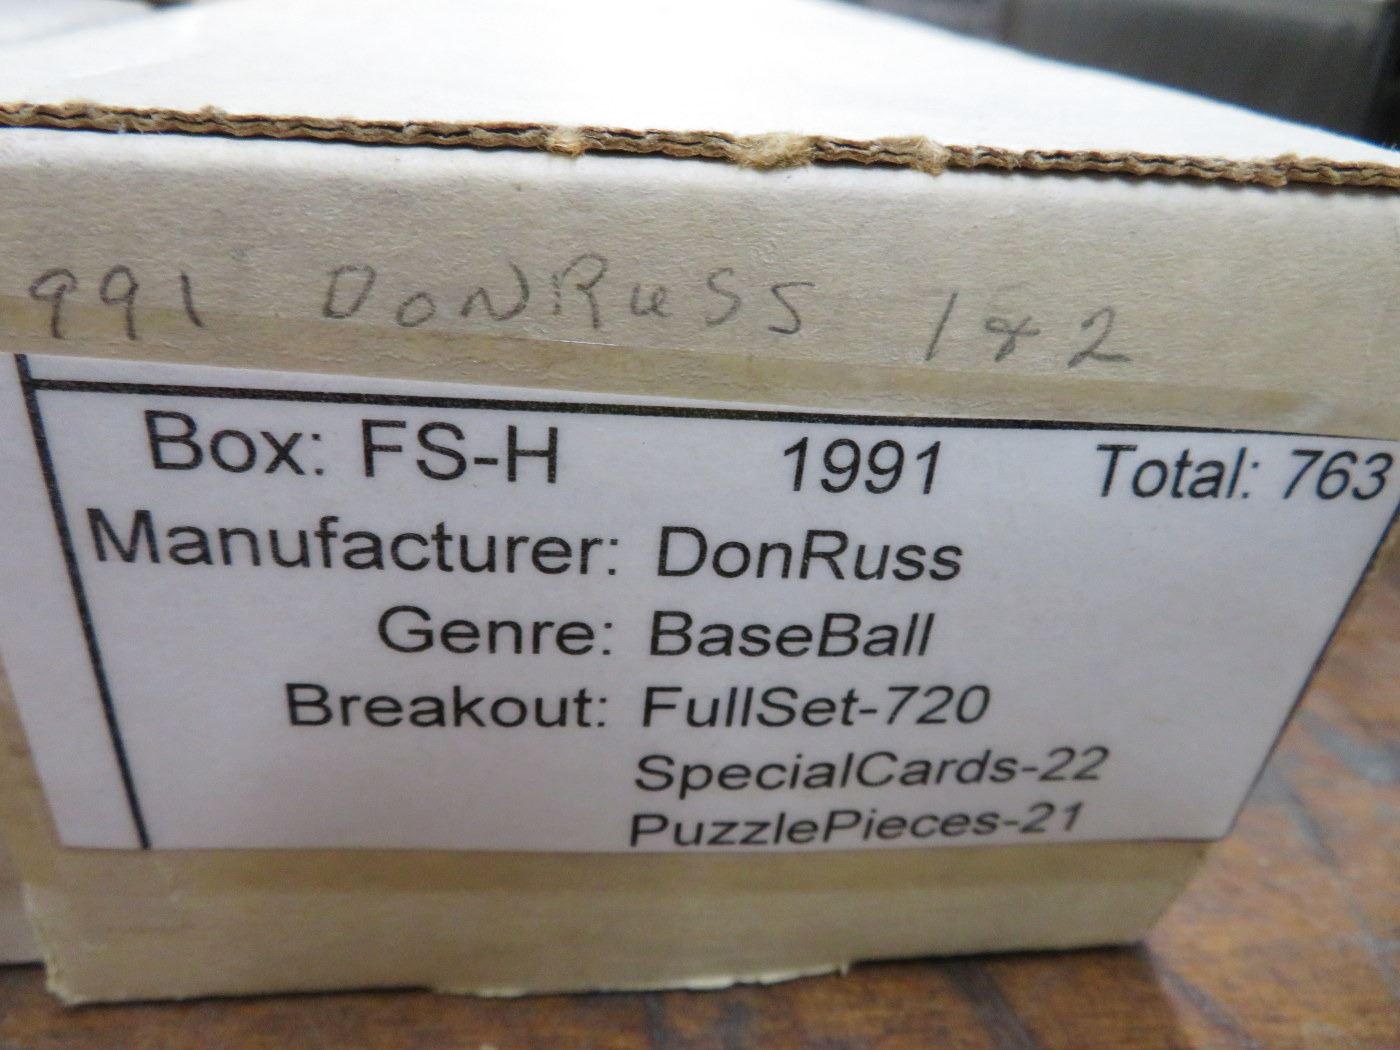 991 DONRuSS 1 & 2
Box: FS-H 1991 Total: 763
Manufacturer: DonRuss
Genre: BaseBall
Breakout: FullSet-720
SpecialCards-22
PuzzlePieces-21